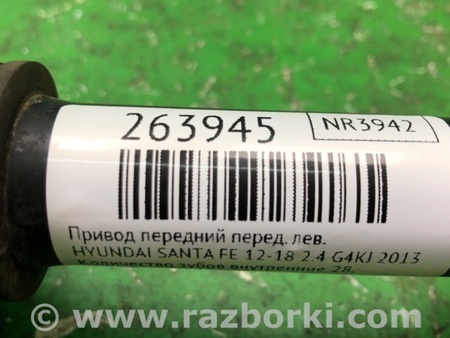 263945
NR3942
Привод передний перед. лев.
HYUNDAI SANTA FE 12-18 2.4 G4KJ 2013
Количество зубов внутренние 28,
© www.razborki.com